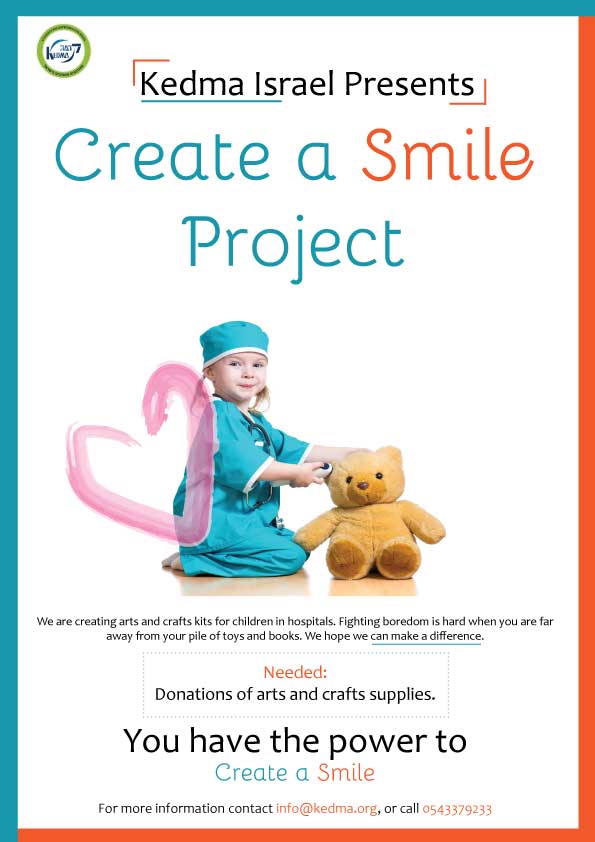 KEDMA
Kedma Israel Presents
Create a Smile
Project
We are creating arts and crafts kits for children in hospitals. Fighting boredom is hard when you are far
away from your pile of toys and books. We hope we can make a difference.
Needed:
Donations of arts and crafts supplies.
You have the power to
Create a Smile
For more information contact info@kedma.org, or call 0543379233